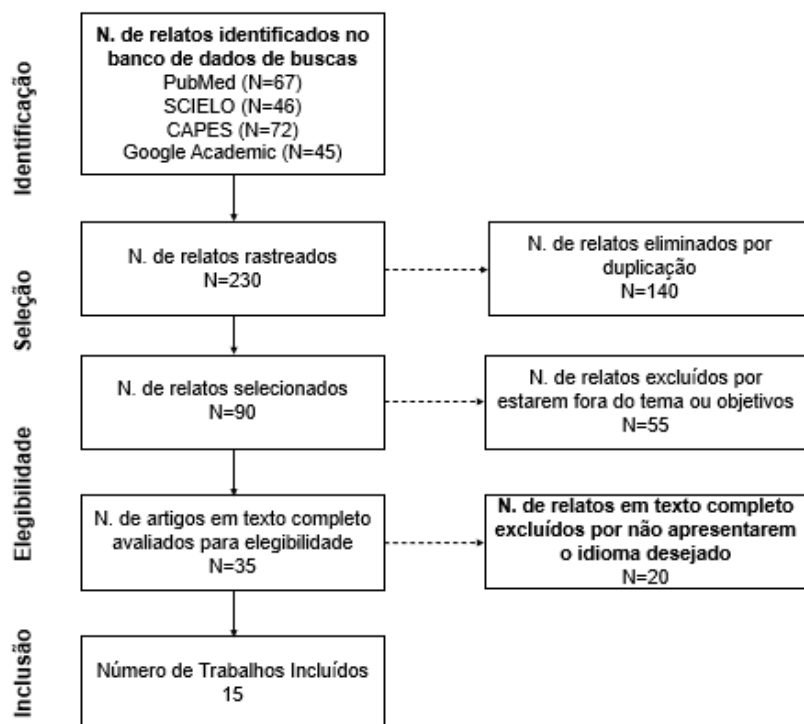 Identificação
N. de relatos identificados no
banco de dados de buscas
PubMed (N=67)
SCIELO (N=46)
CAPES (N=72)
Google Academic (N=45)
Seleção
N. de relatos rastreados
N=230
N. de relatos eliminados por
duplicação
N=140
N. de relatos selecionados
N=90
N. de relatos excluídos por
estarem fora do tema ou objetivos
N=55
Elegibilidade
N. de artigos em texto completo
avaliados para elegibilidade
N=35
N. de relatos em texto completo
excluídos por não apresentarem
o idioma desejado
N=20
Inclusão
Número de Trabalhos Incluídos
15